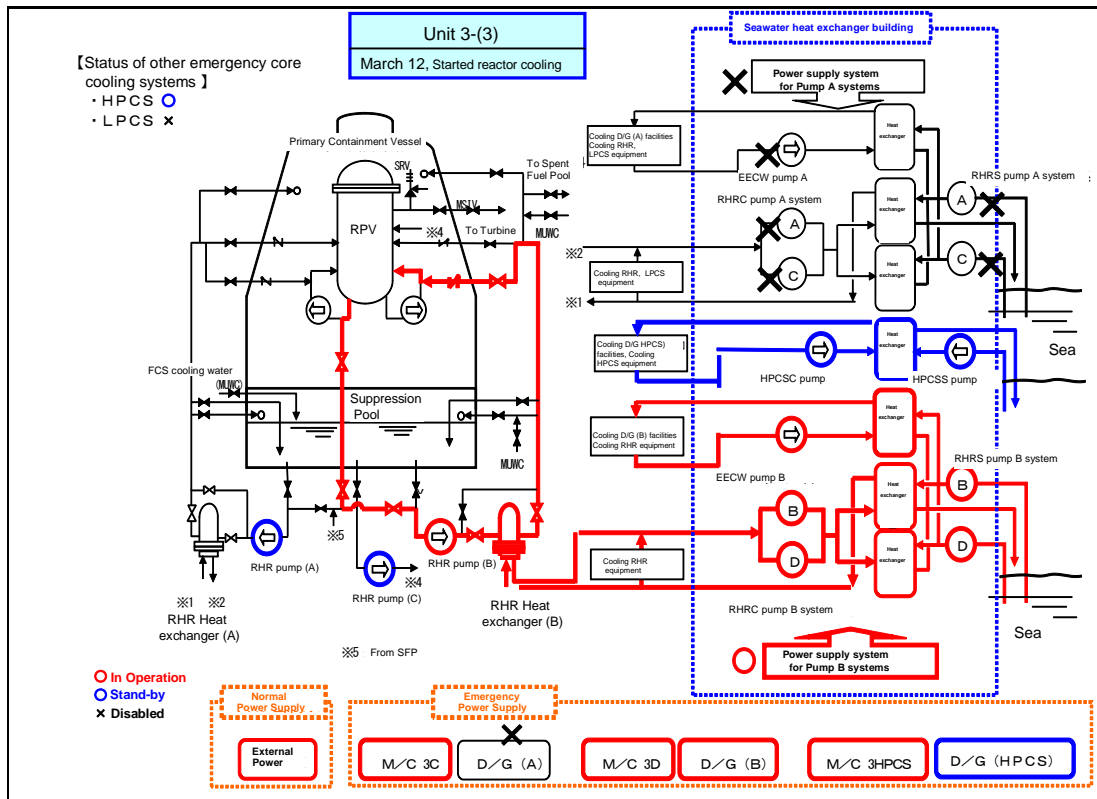 Unit 3-(3)
March 12, Started reactor cooling
【Status of other emergency core
cooling systems 】
・HPCS
・LPCS ×
Seawater heat exchanger building
Power supply system
for Pump A systems
Primary Containment Vessel
SRV
MSIV
RPV
※4
To Turbine
To Spent
Fuel Pool
MUWC
Cooling D/G (A) facilities
Cooling RHR,
LPCS equipment
EECW pump A
Heat
exchanger
RHRS pump A system
RHRC pump A system
A
C
Heat
exchanger
Heat
exchanger
A
C
※2
Cooling RHR, LPCS
equipment
※1
Sea
Cooling D/G HPCS)
facilities, Cooling
HPCS equipment
HPCSC pump
Heat
exchanger
HPCSS pump
FCS cooling water
(MUWC)
Suppression
Pool
MUWC
Cooling D/G (B) facilities
Cooling RHR equipment
EECW pump B
Heat
exchanger
RHRS pump B system
B
D
Heat
exchanger
Heat
exchanger
B
D
Cooling RHR
equipment
RHRC pump B system
Sea
RHR pump (A)
※5
RHR pump (C)
※4
RHR pump (B)
※1 ※2
RHR Heat
exchanger (A)
RHR Heat
exchanger (B)
※5 From SFP
Power supply system
for Pump B systems
In Operation
Stand-by
× Disabled
Normal
Power Supply
External
Power
Emergency
Power Supply
M／C 3C
D／G (A)
M／C 3D
D／G (B)
M／C 3HPCS
D／G (HPCS)